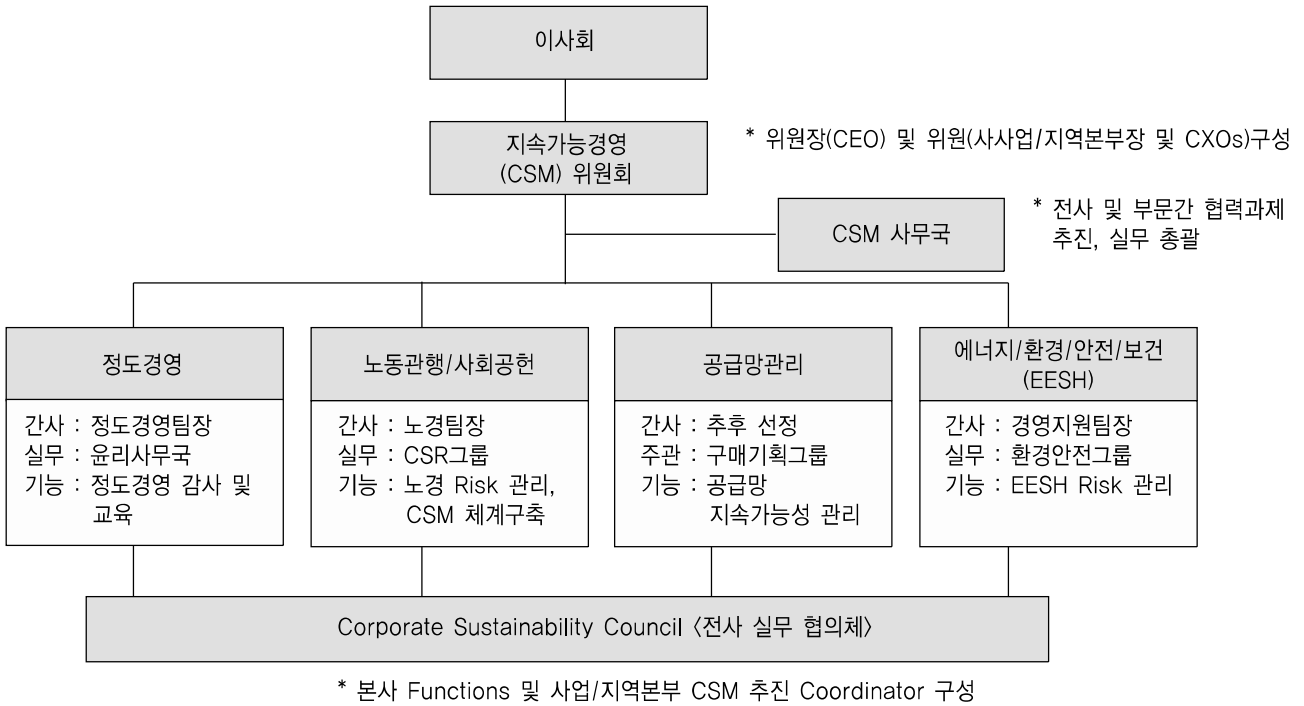 이사회
지속가능경영
(CSM) 위원회
* 위원장(CEO) 및 위원(사사업/지역본부장 및 CXOs)구성
CSM 사무국
* 전사 및 부문간 협력과제
추진, 실무 총괄
정도경영
간사 : 정도경영팀장
실무 : 윤리사무국
기능 : 정도경영 감사 및
교육
노동관행/사회공헌
간사 : 노경팀장
실무 : CSR그룹
기능 : 노경 Risk 관리,
CSM 체계구축
공급망관리
간사 : 추후 선정
주관 : 구매기획그룹
기능 : 공급망
지속가능성 관리
에너지/환경/안전/보건
(EESH)
간사 : 경영지원팀장
실무 : 환경안전그룹
기능 : EESH Risk 관리
Corporate Sustainability Council 〈전사 실무 협의체〉
* 본사 Functions 및 사업/지역본부 CSM 추진 Coordinator 구성